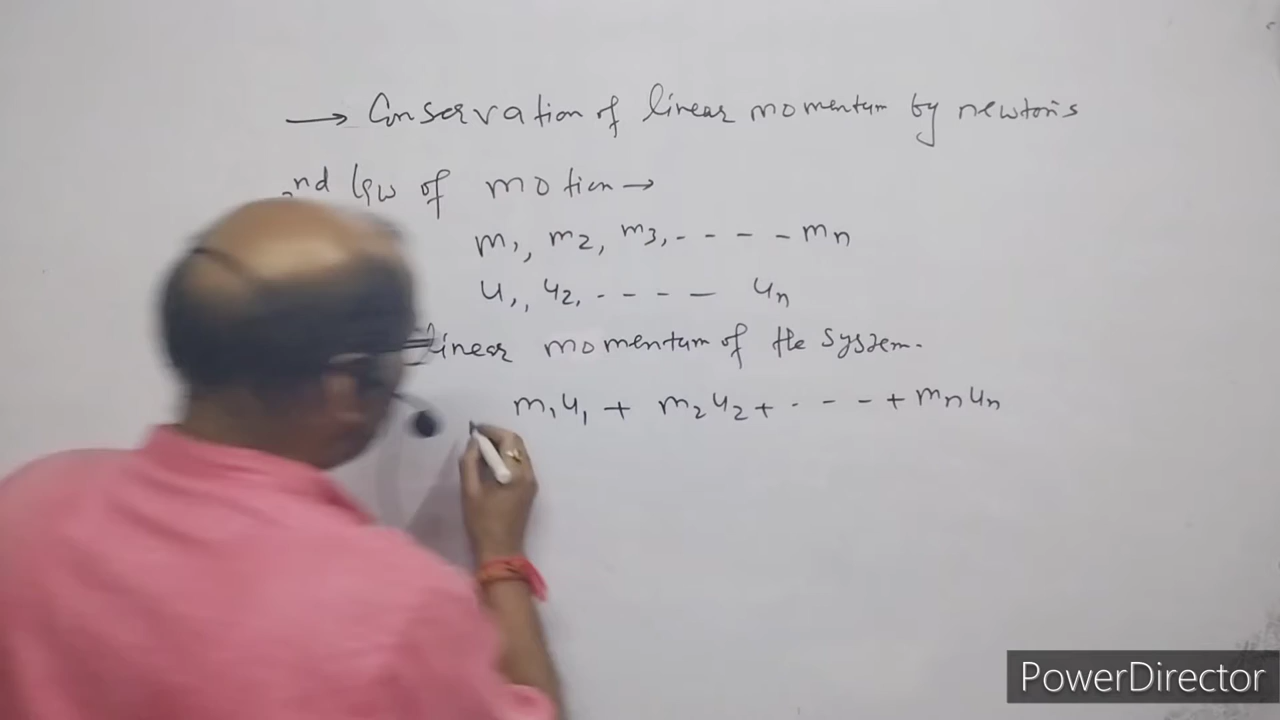 → Conservation of linear momentum by newton's
2nd law of motion →
m1, m2, m3, - - - - mn
u1, u2, - - - - un
linear momentum of the system.
m1u1 + m2u2 + - - - + mnun
PowerDirector